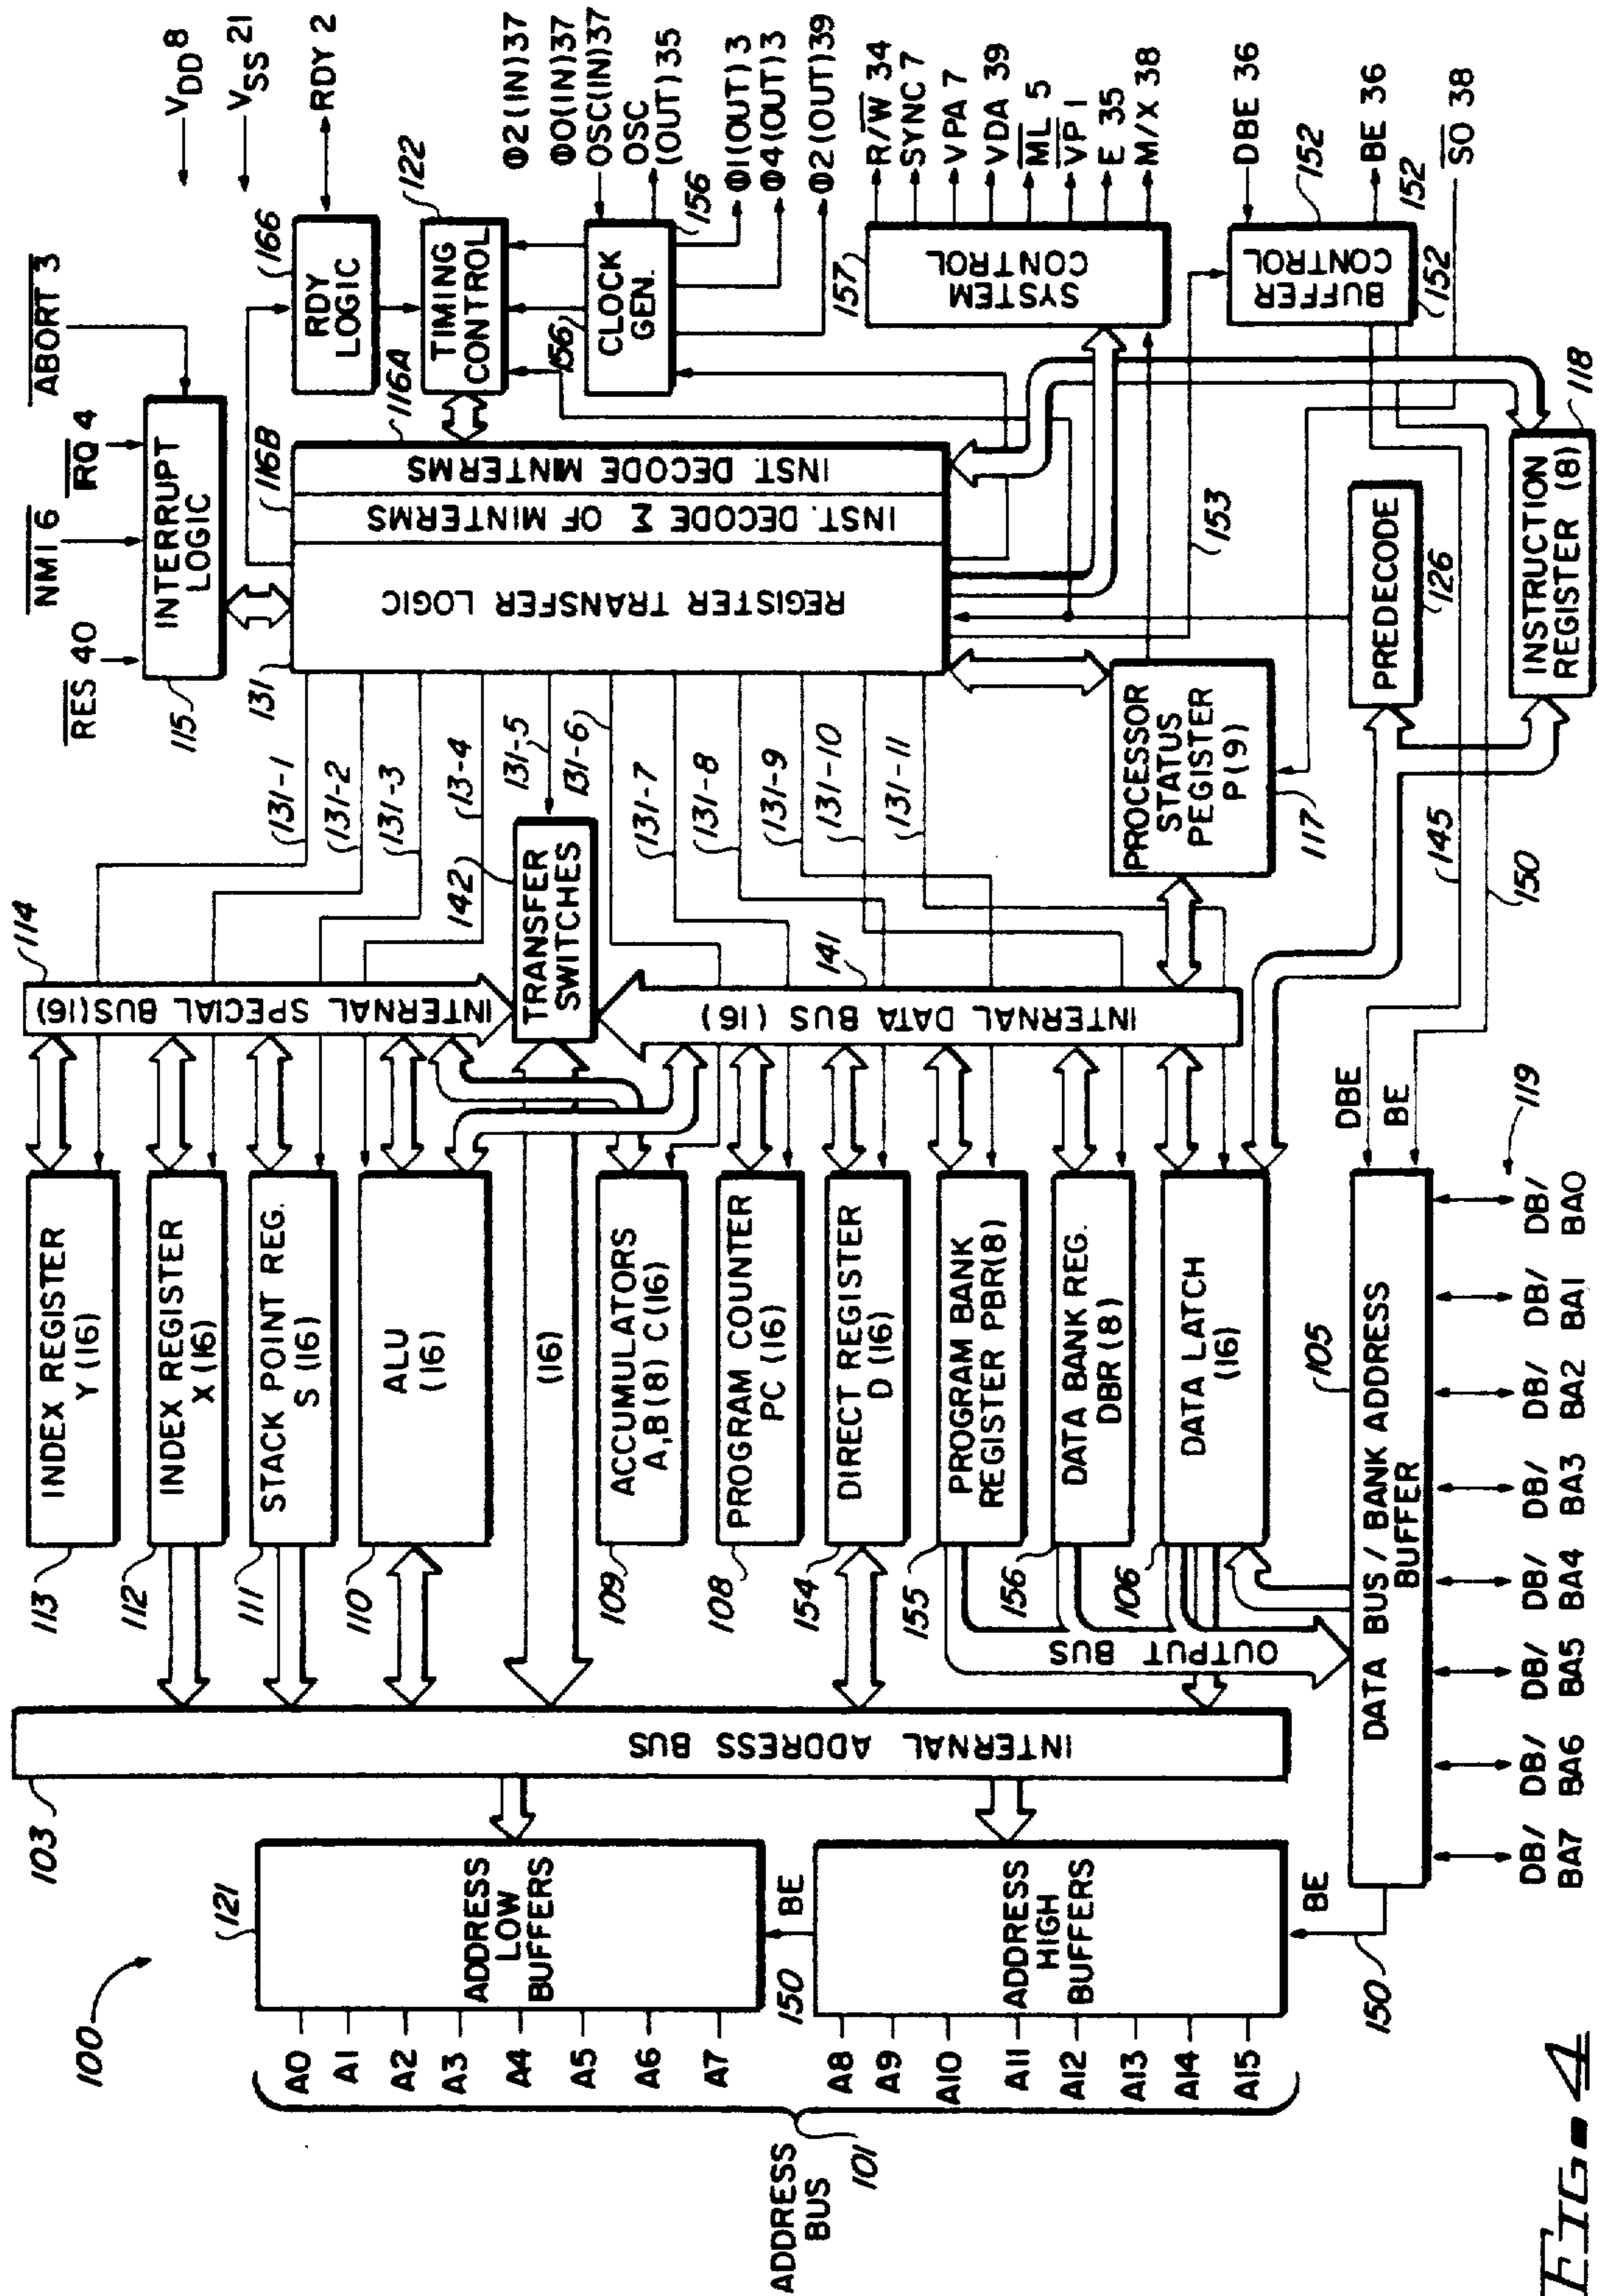 100
ADDRESS
BUS
101
A0
A1
A2
A3
A4
A5
A6
A7
A8
A9
A10
A11
A12
A13
A14
A15
121
ADDRESS
LOW
BUFFERS
BE
150
ADDRESS
HIGH
BUFFERS
BE
150
103
INTERNAL ADDRESS BUS
113
INDEX REGISTER
Y (16)
112
INDEX REGISTER
X (16)
111
STACK POINT REG.
S (16)
110
ALU
(16)
(16)
109
ACCUMULATORS
A,B(8) C(16)
108
PROGRAM COUNTER
PC (16)
154
DIRECT REGISTER
D (16)
155
PROGRAM BANK
REGISTER PBR(8)
156
DATA BANK REG.
DBR (8)
106
DATA LATCH
(16)
OUTPUT BUS
105
DATA BUS / BANK ADDRESS
BUFFER
DB/
BA7
DB/
BA6
DB/
BA5
DB/
BA4
DB/
BA3
DB/
BA2
DB/
BA1
DB/
BA0
119
DBE
BE
114
INTERNAL SPECIAL BUS(16)
142
TRANSFER
SWITCHES
141
INTERNAL DATA BUS (16)
131-1
131-2
131-3
13-4
131-5
131-6
131-7
131-8
131-9
131-10
131-11
RES 40
NMI 6
IRQ 4
ABORT 3
115
INTERRUPT
LOGIC
131
REGISTER TRANSFER LOGIC
116B
INST. DECODE Σ OF MINTERMS
116A
INST. DECODE MINTERMS
PROCESSOR
STATUS
PEGISTER
P(9)
117
PREDECODE
126
INSTRUCTION
REGISTER (8)
118
145
150
153
166
RDY
LOGIC
122
TIMING
CONTROL
156
CLOCK
GEN.
156
157
SYSTEM
CONTROL
152
BUFFER
CONTROL
152
152
VDD 8
VSS 21
RDY 2
Φ2(IN)37
Φ0(IN)37
OSC(IN)37
OSC
(OUT) 35
Φ1(OUT) 3
Φ4(OUT) 3
Φ2(OUT)39
R/W 34
SYNC 7
VPA 7
VDA 39
ML 5
VP 1
E 35
M/X 38
DBE 36
BE 36
SO 38
FIG. 4